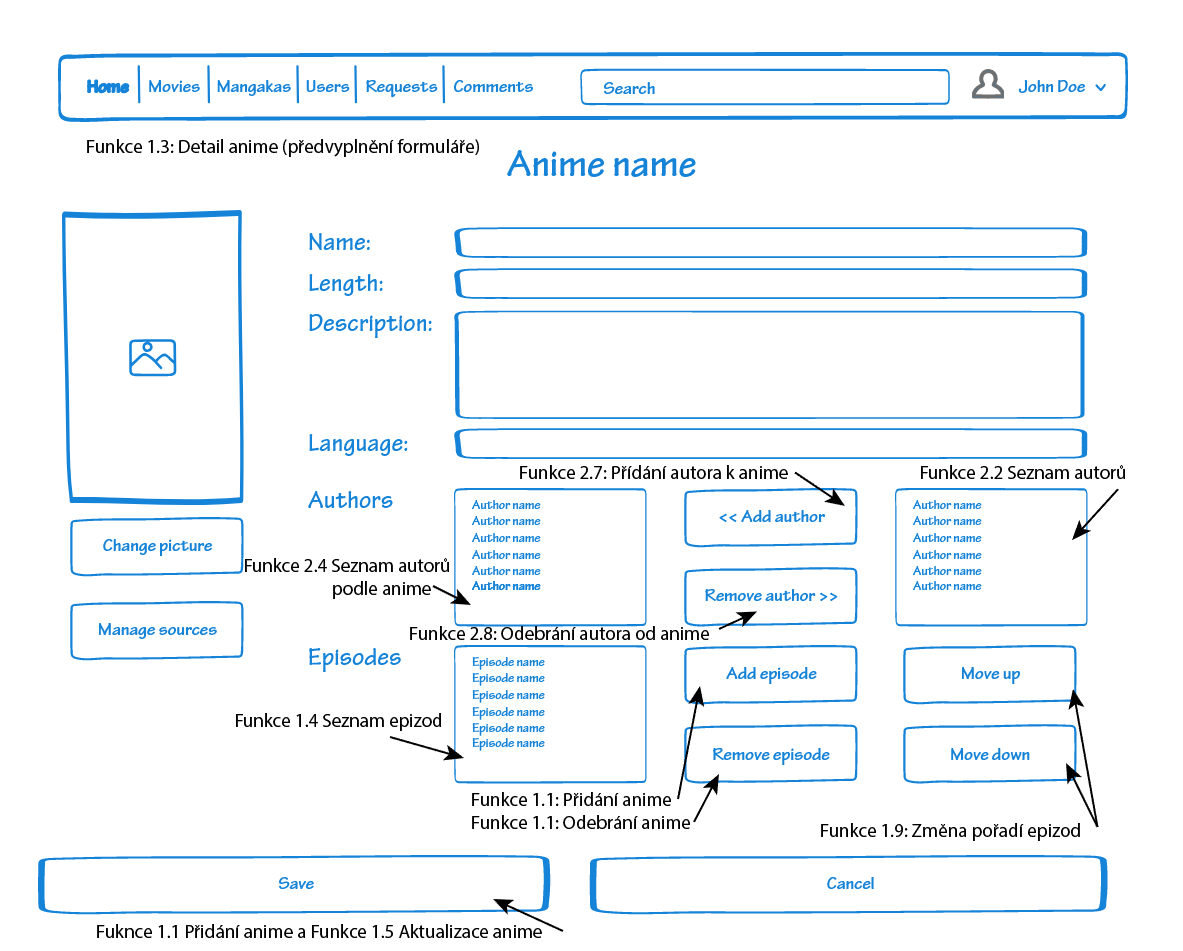 Home Movies Mangakas Users Requests Comments Search John Doe
Funkce 1.3: Detail anime (předvyplnění formuláře)
Anime name
Name:
Length:
Description:
Language:
Funkce 2.7: Přídání autora k anime
Funkce 2.2 Seznam autorů
Authors
Author name
Author name
Author name
Author name
Author name
Author name
<< Add author
Remove author >>
Author name
Author name
Author name
Author name
Author name
Author name
Change picture
Manage sources
Funkce 2.4 Seznam autorů
podle anime
Funkce 2.8: Odebrání autora od anime
Episodes
Episode name
Episode name
Episode name
Episode name
Episode name
Episode name
Add episode
Move up
Remove episode
Move down
Funkce 1.4 Seznam epizod
Funkce 1.1: Přidání anime
Funkce 1.1: Odebrání anime
Funkce 1.9: Změna pořadí epizod
Save
Cancel
Fuknce 1.1 Přidání anime a Funkce 1.5 Aktualizace anime